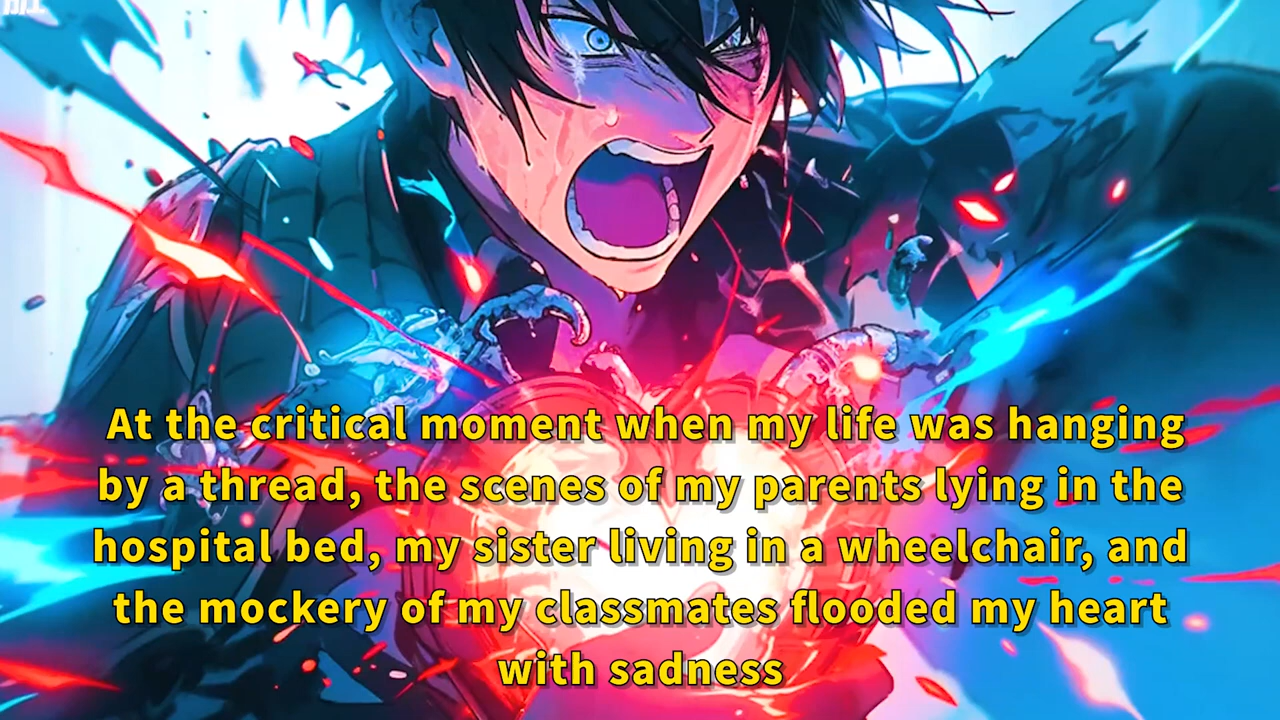 At the critical moment when my life was hanging
by a thread, the scenes of my parents lying in the
hospital bed, my sister living in a wheelchair, and
the mockery of my classmates flooded my heart
with sadness